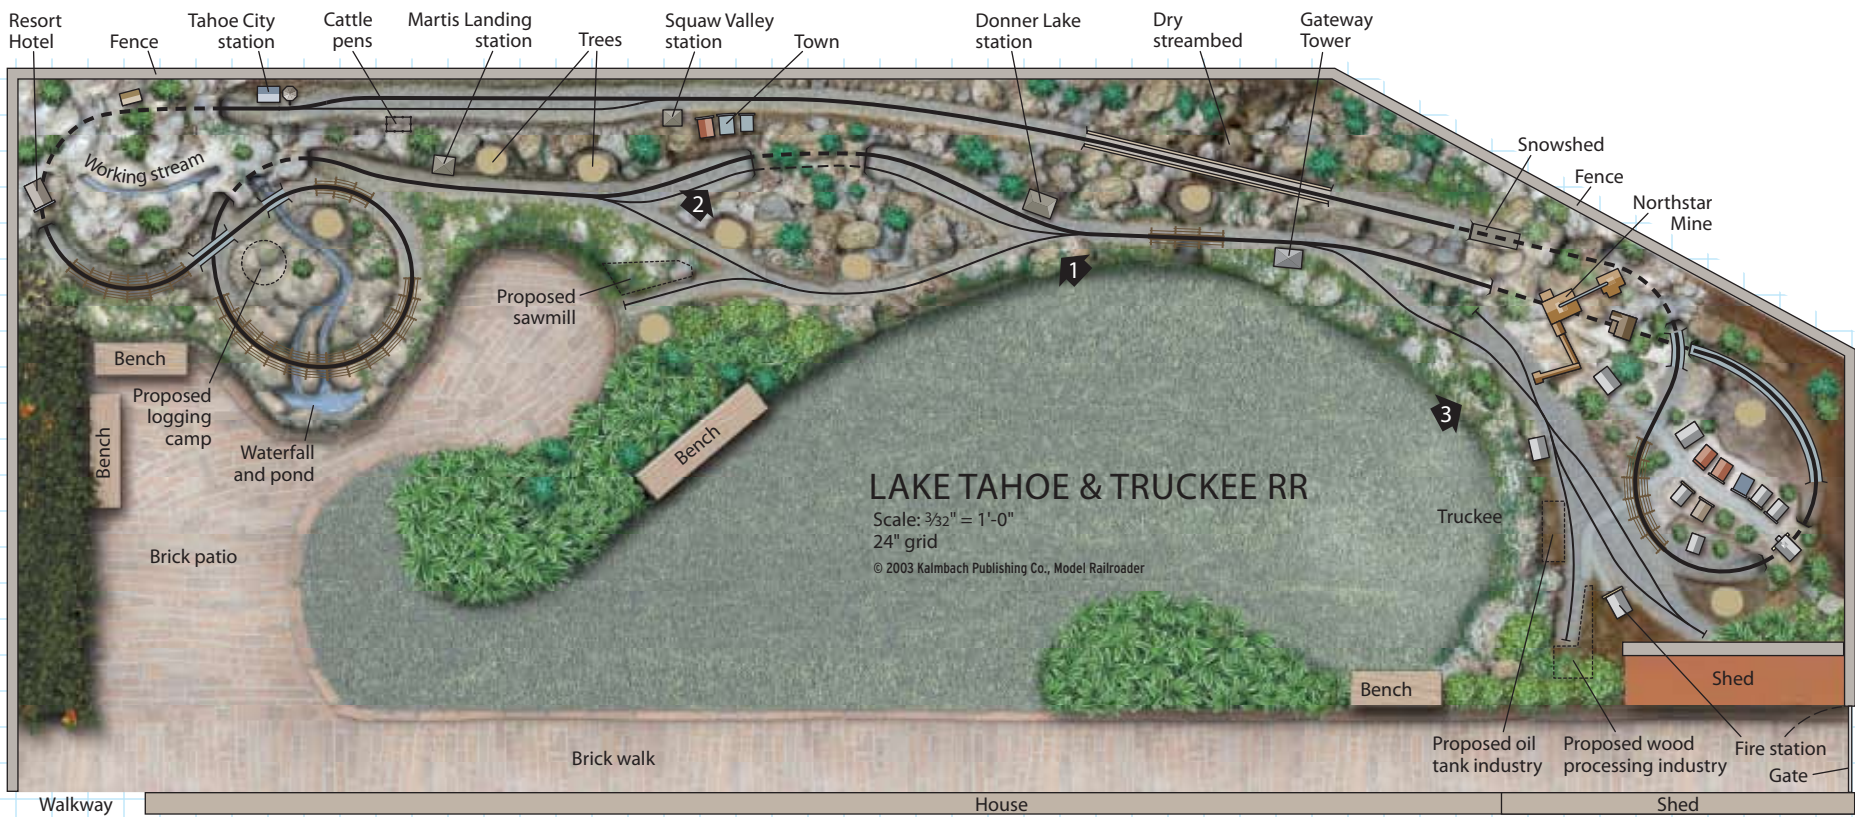 Resort
Hotel
Fence
Tahoe City
station
Cattle
pens
Martis Landing
station
Trees
Squaw Valley
station
Town
Donner Lake
station
Dry
streambed
Gateway
Tower
Snowshed
Fence
Northstar
Mine
Working stream
2
1
3
Proposed
sawmill
Bench
Proposed
logging
camp
Bench
Waterfall
and pond
Bench
LAKE TAHOE & TRUCKEE RR
Scale: 3/32" = 1'-0"
24" grid
© 2003 Kalmbach Publishing Co., Model Railroader
Truckee
Brick patio
Bench
Shed
Brick walk
Proposed oil
tank industry
Proposed wood
processing industry
Fire station
Gate
Walkway
House
Shed